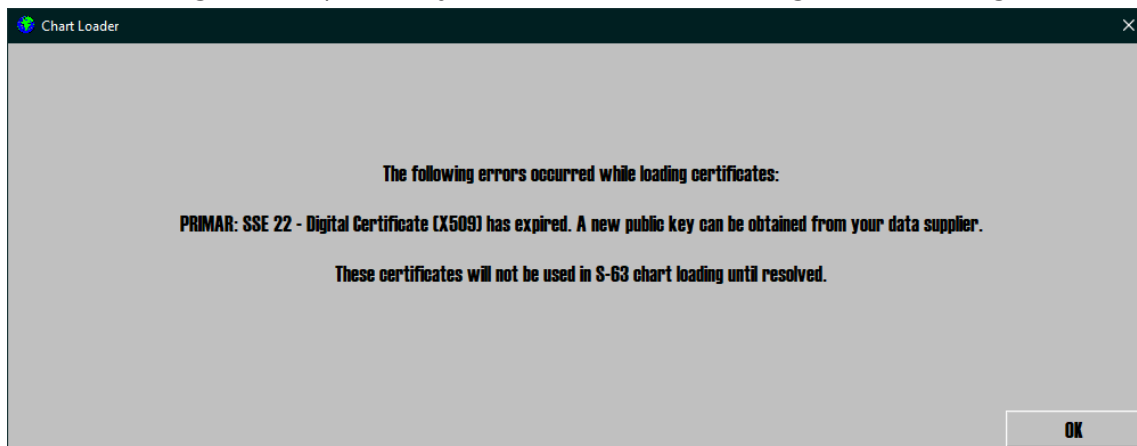 Chart Loader
The following errors occurred while loading certificates:
PRIMAR: SSE 22 - Digital Certificate (X509) has expired. A new public key can be obtained from your data supplier.
These certificates will not be used in S-63 chart loading until resolved.
OK